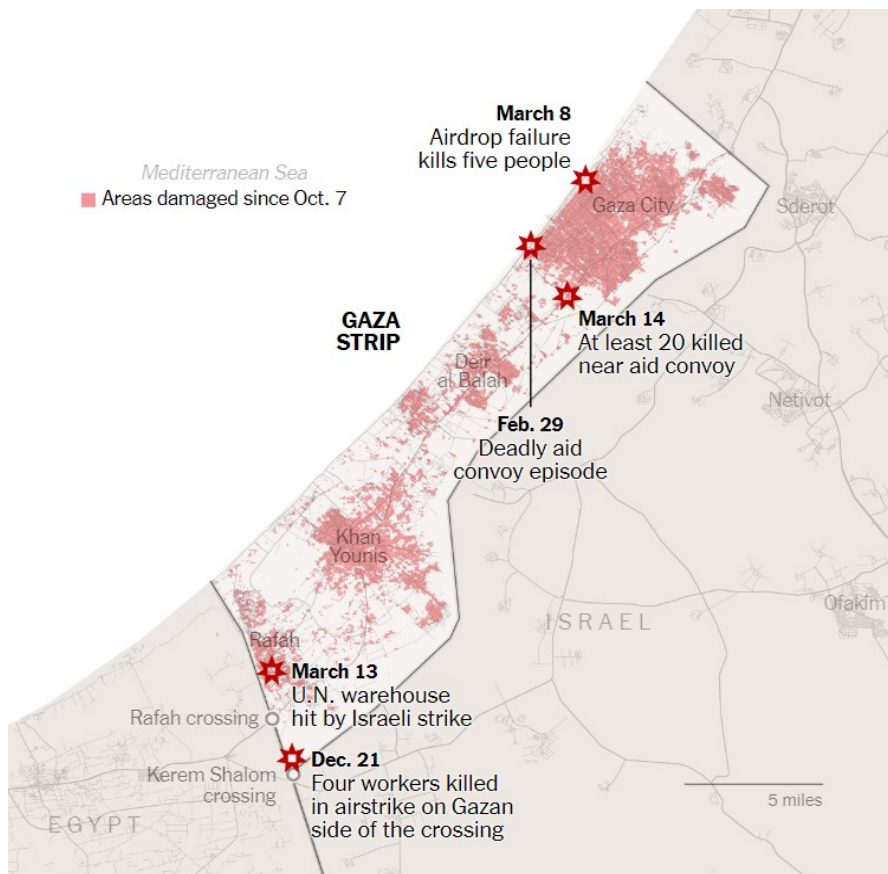 March 8
Airdrop failure
kills five people
Mediterranean Sea
Areas damaged since Oct. 7
Gaza City
Sderot
GAZA
STRIP
March 14
At least 20 killed
near aid convoy
Deir
al Balah
Netivot
Feb. 29
Deadly aid
convoy episode
Khan
Younis
Ofakim
ISRAEL
Rafah
March 13
U.N. warehouse
hit by Israeli strike
Rafah crossing
Dec. 21
Four workers killed
in airstrike on Gazan
side of the crossing
Kerem Shalom
crossing
5 miles
EGYPT